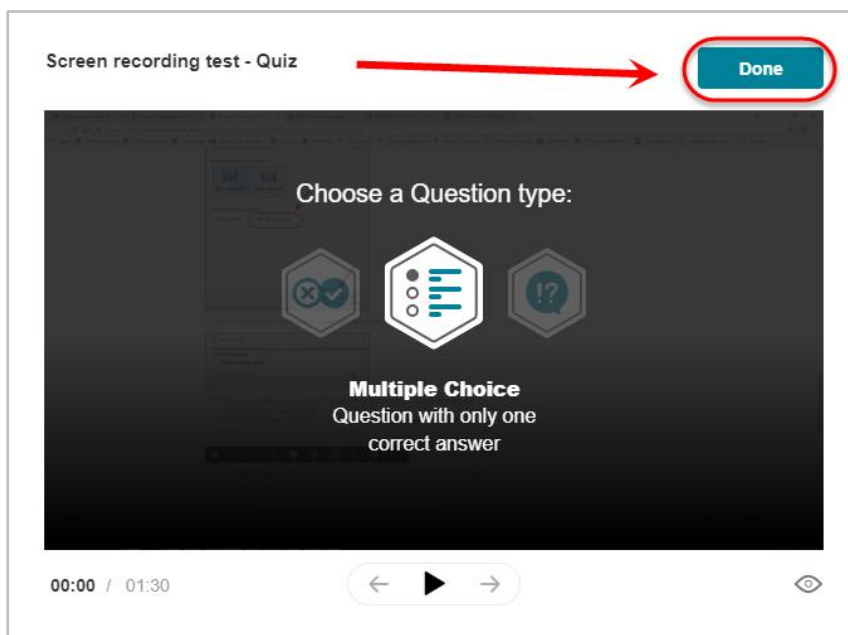 Screen recording test - Quiz
Done
Choose a Question type:
!?
Multiple Choice
Question with only one
correct answer
00:00 / 01:30